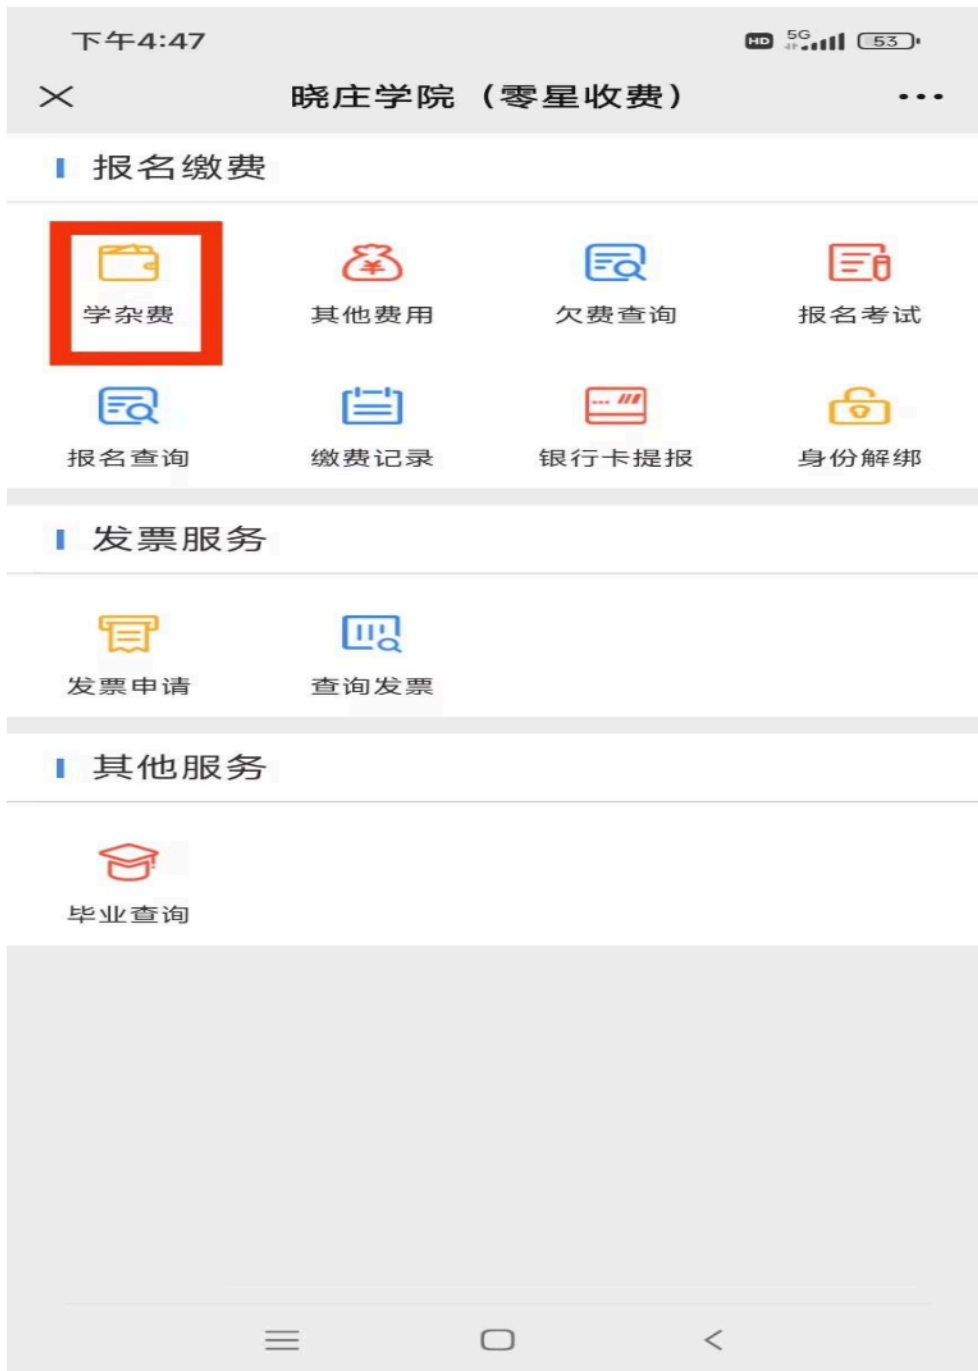 下午4:47
HD 5G 53
晓庄学院（零星收费）
报名缴费
学杂费 其他费用 欠费查询 报名考试
报名查询 缴费记录 银行卡提报 身份解绑
发票服务
发票申请 查询发票
其他服务
毕业查询